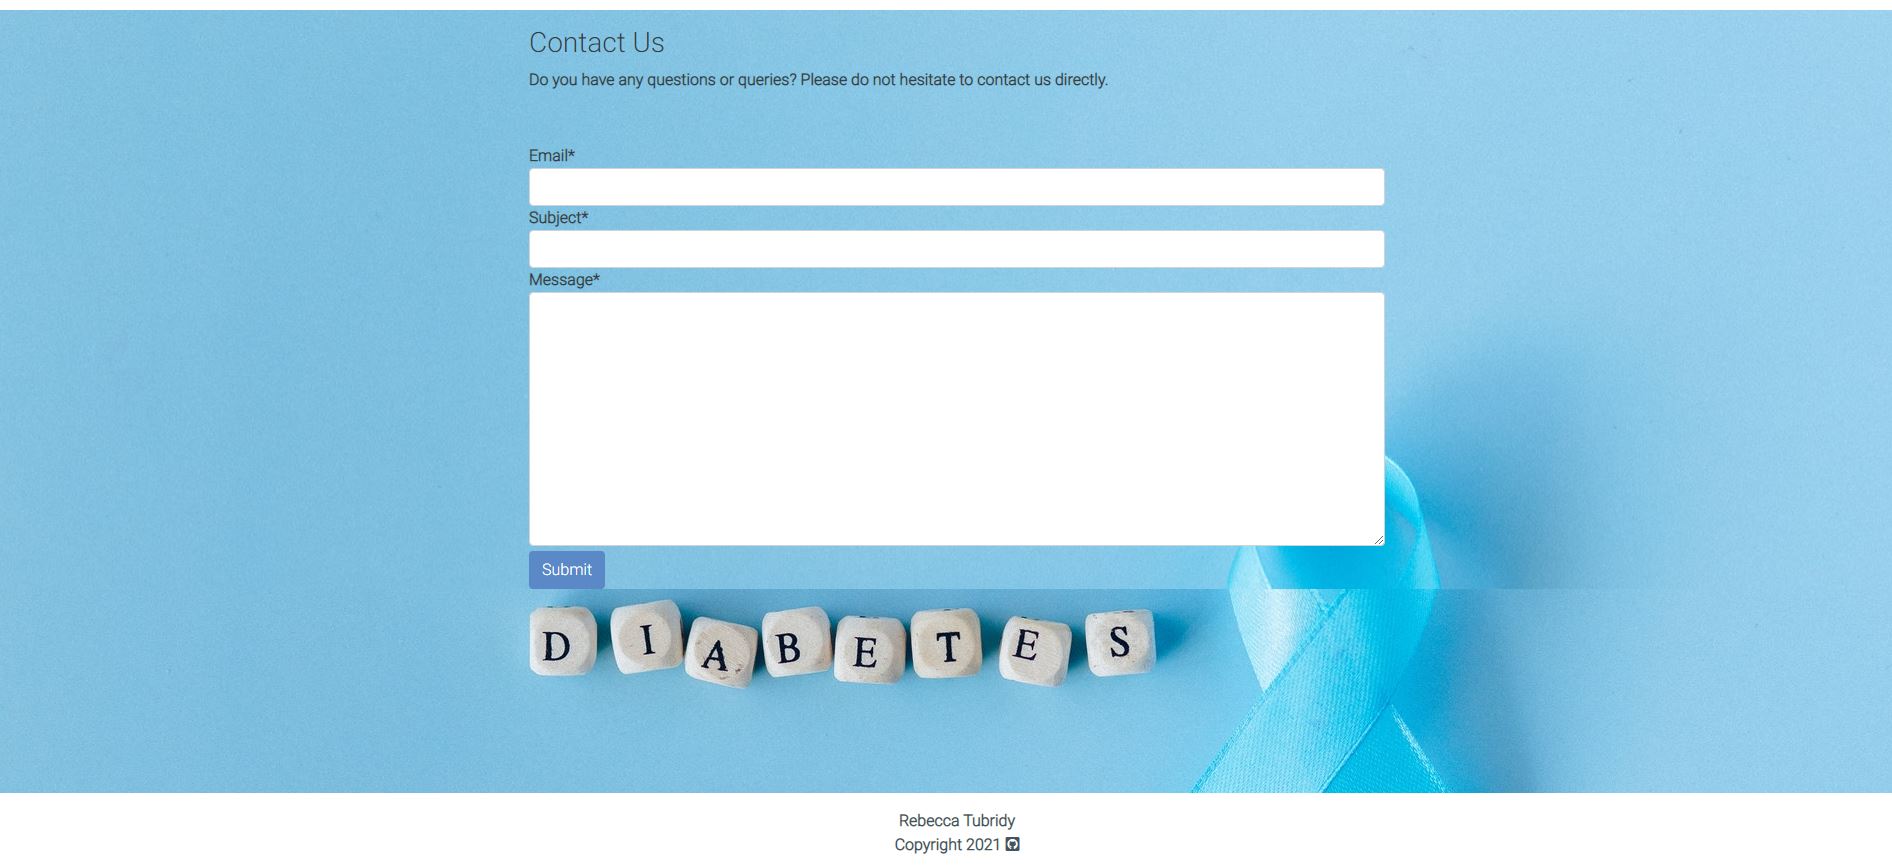 Contact Us
Do you have any questions or queries? Please do not hesitate to contact us directly.
Email*
Subject*
Message*
Submit
DIABETES
Rebecca Tubridy
Copyright 2021